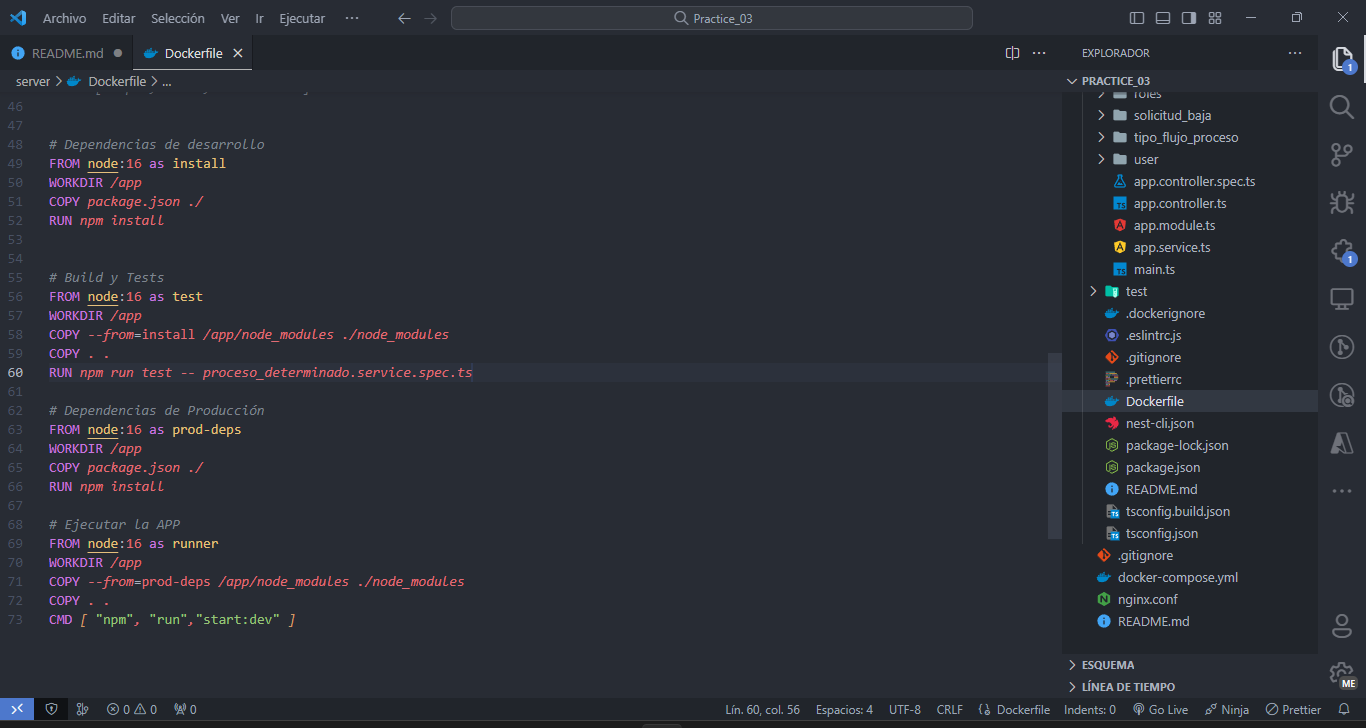 Archivo Editar Selección Ver Ir Ejecutar ··· Practice_03
README.md Dockerfile
server > Dockerfile > ...
46
47
48 # Dependencias de desarrollo
49 FROM node:16 as install
50 WORKDIR /app
51 COPY package.json ./
52 RUN npm install
53
54
55 # Build y Tests
56 FROM node:16 as test
57 WORKDIR /app
58 COPY --from=install /app/node_modules ./node_modules
59 COPY . .
60 RUN npm run test -- proceso_determinado.service.spec.ts
61
62 # Dependencias de Producción
63 FROM node:16 as prod-deps
64 WORKDIR /app
65 COPY package.json ./
66 RUN npm install
67
68 # Ejecutar la APP
69 FROM node:16 as runner
70 WORKDIR /app
71 COPY --from=prod-deps /app/node_modules ./node_modules
72 COPY . .
73 CMD [ "npm", "run","start:dev" ]
EXPLORADOR
PRACTICE_03
roles
solicitud_baja
tipo_flujo_proceso
user
app.controller.spec.ts
app.controller.ts
app.module.ts
app.service.ts
main.ts
test
.dockerignore
.eslintrc.js
.gitignore
.prettierrc
Dockerfile
nest-cli.json
package-lock.json
package.json
README.md
tsconfig.build.json
tsconfig.json
.gitignore
docker-compose.yml
nginx.conf
README.md
ESQUEMA
LÍNEA DE TIEMPO
1
1
ME
0 0 0 Lín. 60, col. 56 Espacios: 4 UTF-8 CRLF Dockerfile Indents: 0 Go Live Ninja Prettier